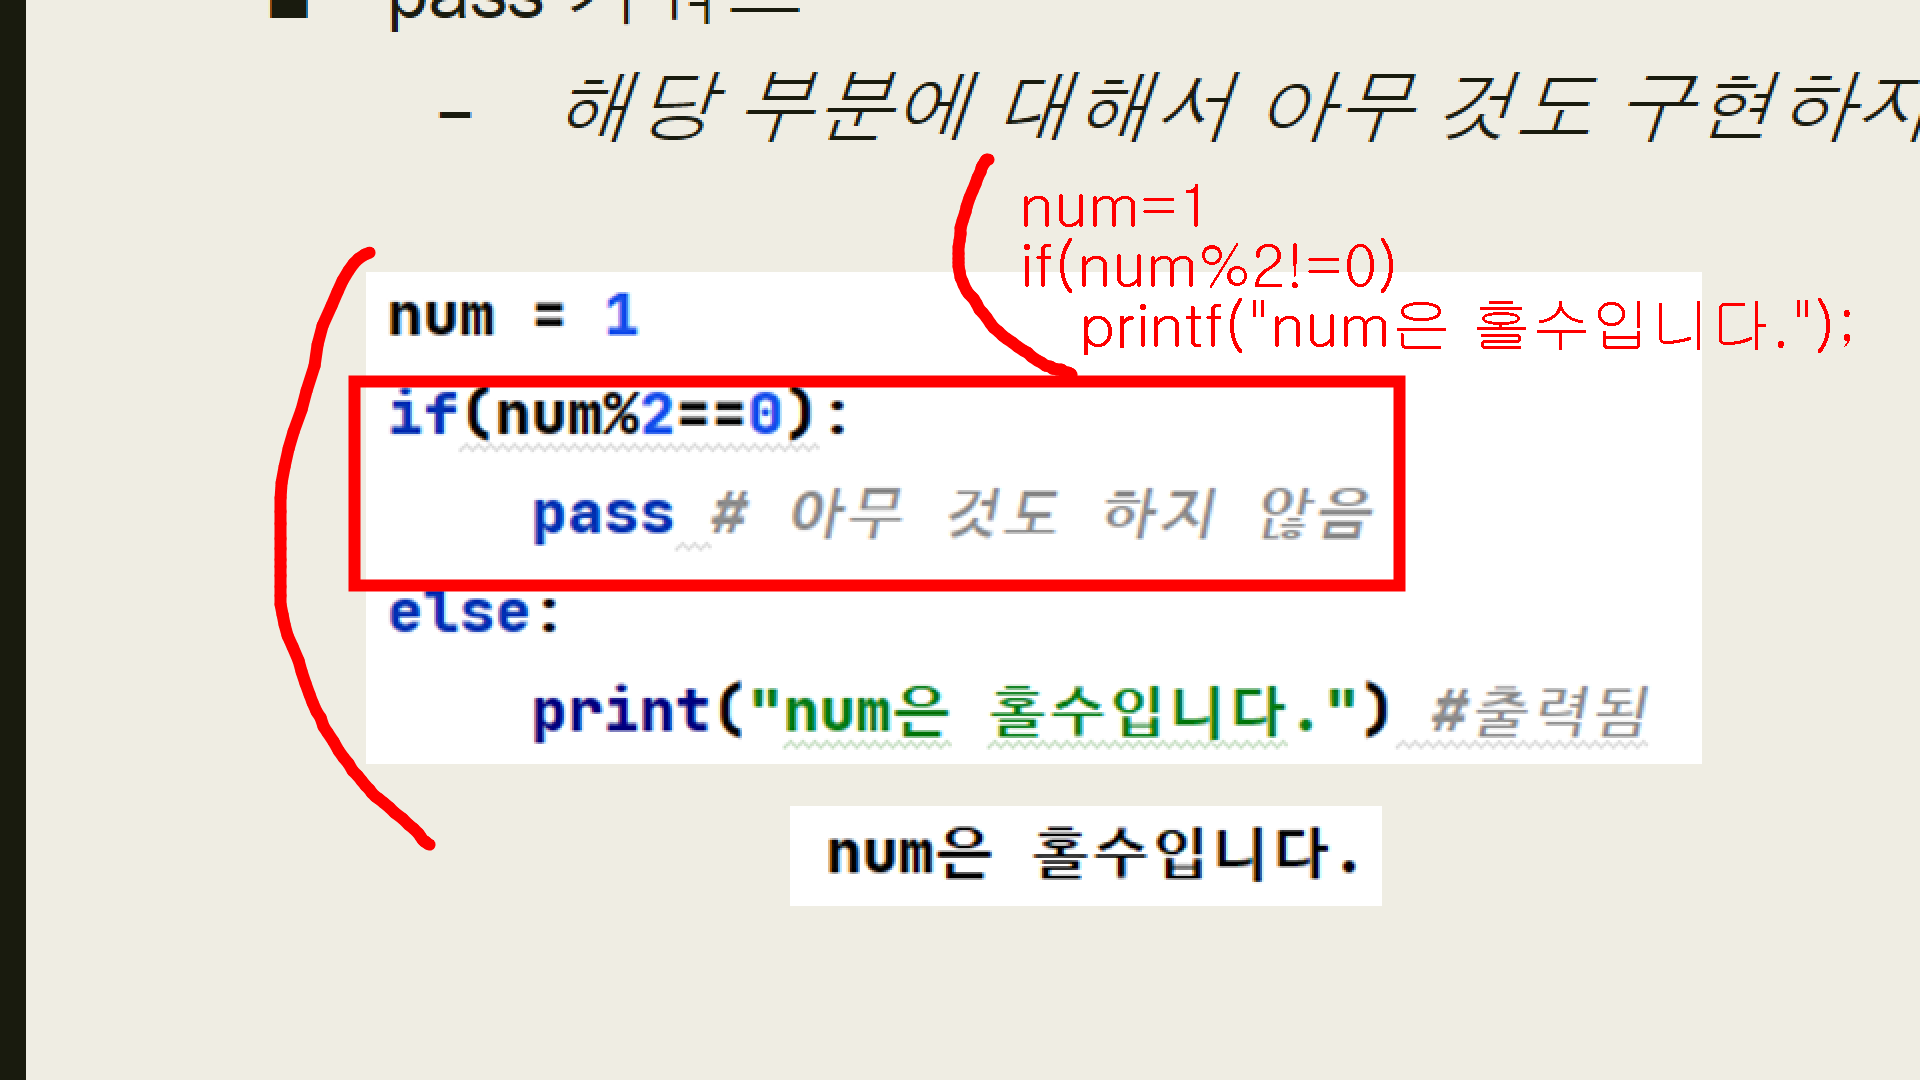 pass 키워드
– 해당 부분에 대해서 아무 것도 구현하지
num=1
if(num%2!=0)
printf("num은 홀수입니다.");
num = 1
if(num%2==0):
pass # 아무 것도 하지 않음
else:
print("num은 홀수입니다.") #출력됨
num은 홀수입니다.